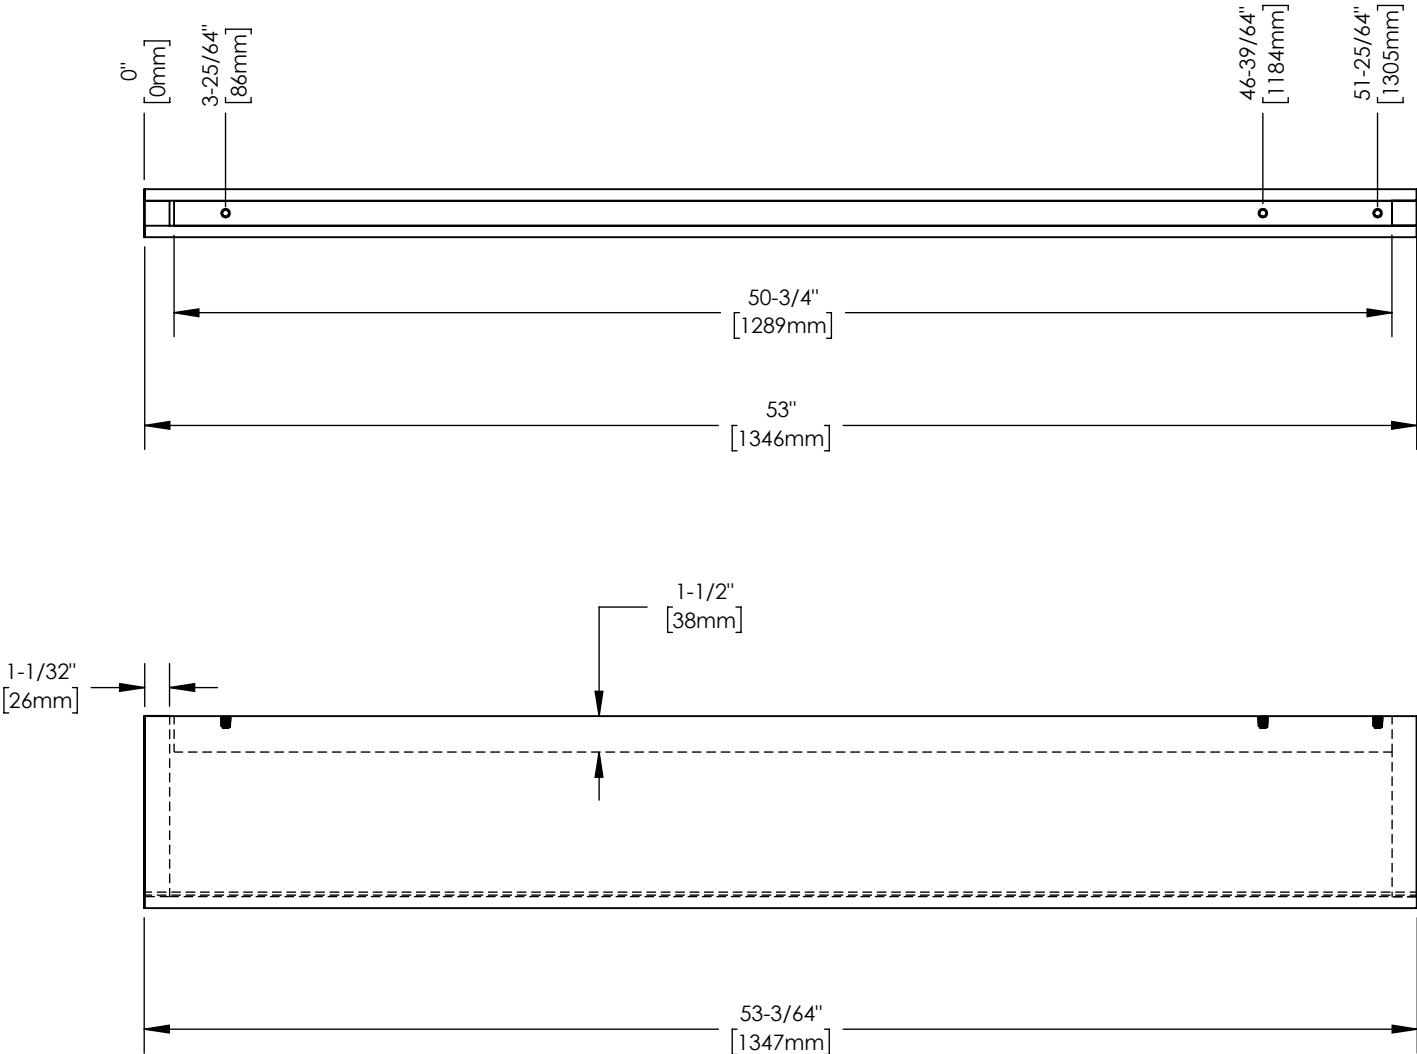 0"
[0mm]
3-25/64"
[86mm]
46-39/64"
[1184mm]
51-25/64"
[1305mm]
50-3/4"
[1289mm]
53"
[1346mm]
1-1/2"
[38mm]
1-1/32"
[26mm]
53-3/64"
[1347mm]